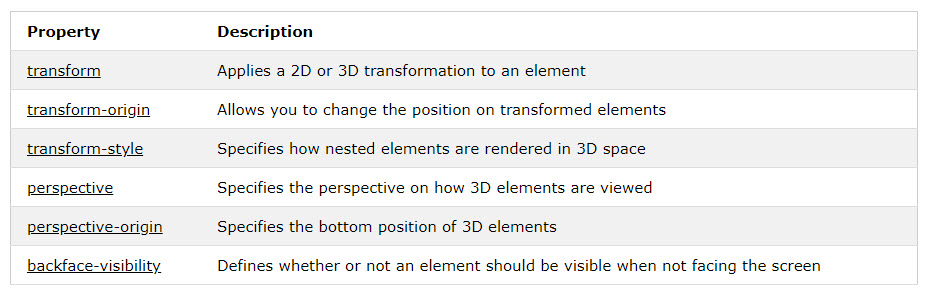 Property Description
transform Applies a 2D or 3D transformation to an element
transform-origin Allows you to change the position on transformed elements
transform-style Specifies how nested elements are rendered in 3D space
perspective Specifies the perspective on how 3D elements are viewed
perspective-origin Specifies the bottom position of 3D elements
backface-visibility Defines whether or not an element should be visible when not facing the screen